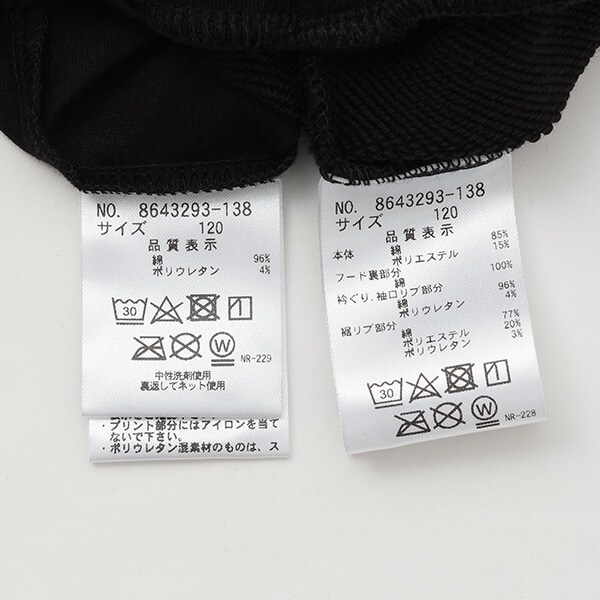 NO. 8643293-138
サイズ 120
品質表示
綿 96%
ポリウレタン 4%
30
W
NR-229
中性洗剤使用
裏返してネット使用
・プリント部分にはアイロンを当て
ないで下さい。
・ポリウレタン混素材のものは、ス
NO. 8643293-138
サイズ 120
品質表示
本体 綿 85%
ポリエステル 15%
フード裏部分
綿 100%
衿ぐり,袖口リブ部分
綿 96%
ポリウレタン 4%
裾リブ部分
綿 77%
ポリエステル 20%
ポリウレタン 3%
30
W
NR-228